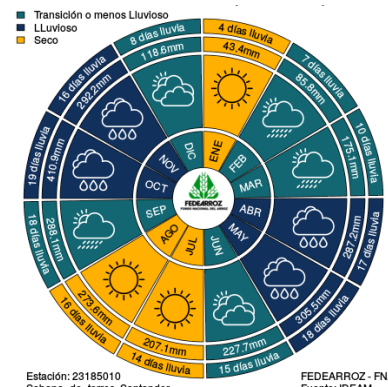 Transición o menos Lluvioso
LLuvioso
Seco
4 días lluvia
43.4mm
ENE
7 días lluvia
85.8mm
FEB
10 días lluvia
175.1mm
MAR
17 días lluvia
287.2mm
ABR
18 días lluvia
305.5mm
MAY
15 días lluvia
227.7mm
JUN
14 días lluvia
207.1mm
JUL
16 días lluvia
273.6mm
AGO
18 días lluvia
288.1mm
SEP
19 días lluvia
410.9mm
OCT
16 días lluvia
292.2mm
NOV
8 días lluvia
118.6mm
DIC
FEDEARROZ
FONDO NACIONAL DEL ARROZ
Estación: 23185010
FEDEARROZ - FN